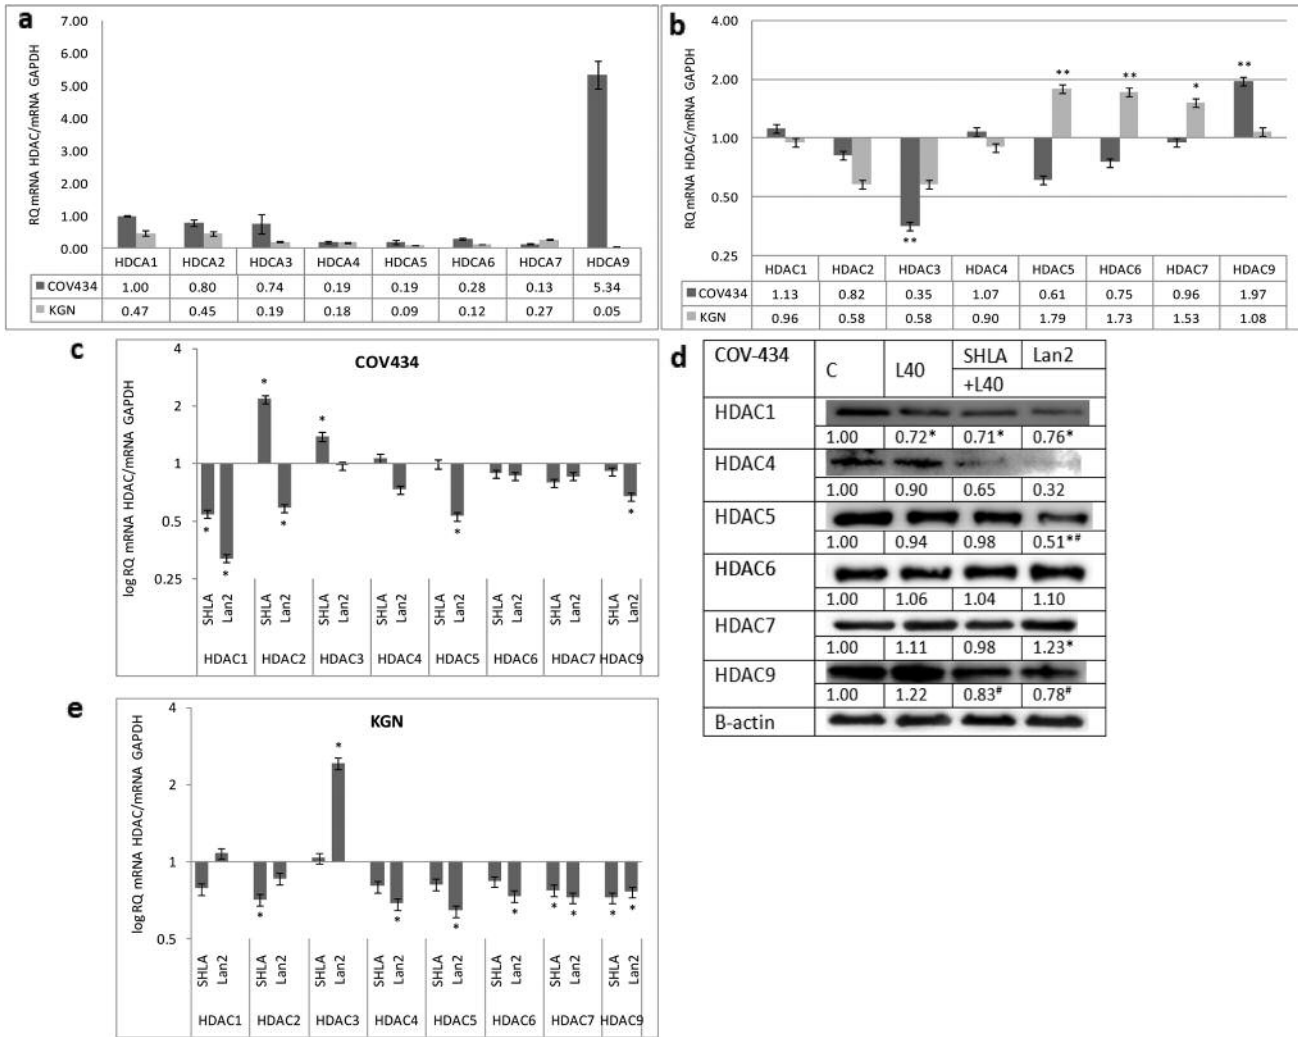 a
RQ mRNA HDAC/mRNA GAPDH
7.00
6.00
5.00
4.00
3.00
2.00
1.00
0.00
HDCA1 HDCA2 HDCA3 HDCA4 HDCA5 HDCA6 HDCA7 HDCA9
COV434 1.00 0.80 0.74 0.19 0.19 0.28 0.13 5.34
KGN 0.47 0.45 0.19 0.18 0.09 0.12 0.27 0.05
b
RQ mRNA HDAC/mRNA GAPDH
4.00
2.00
1.00
0.50
0.25
** ** * **
**
HDAC1 HDAC2 HDAC3 HDAC4 HDAC5 HDAC6 HDAC7 HDAC9
COV434 1.13 0.82 0.35 1.07 0.61 0.75 0.96 1.97
KGN 0.96 0.58 0.58 0.90 1.79 1.73 1.53 1.08
c
COV434
log RQ mRNA HDAC/mRNA GAPDH
4
2
1
0.5
0.25
* *
* * * * *
SHLA Lan2 SHLA Lan2 SHLA Lan2 SHLA Lan2 SHLA Lan2 SHLA Lan2 SHLA Lan2 SHLA Lan2
HDAC1 HDAC2 HDAC3 HDAC4 HDAC5 HDAC6 HDAC7 HDAC9
d
COV-434 C L40 SHLA Lan2
+L40
HDAC1
1.00 0.72* 0.71* 0.76*
HDAC4
1.00 0.90 0.65 0.32
HDAC5
1.00 0.94 0.98 0.51*#
HDAC6
1.00 1.06 1.04 1.10
HDAC7
1.00 1.11 0.98 1.23*
HDAC9
1.00 1.22 0.83# 0.78#
B-actin
e
KGN
log RQ mRNA HDAC/mRNA GAPDH
4
2
1
0.5
*
* * * * * * * *
SHLA Lan2 SHLA Lan2 SHLA Lan2 SHLA Lan2 SHLA Lan2 SHLA Lan2 SHLA Lan2 SHLA Lan2
HDAC1 HDAC2 HDAC3 HDAC4 HDAC5 HDAC6 HDAC7 HDAC9